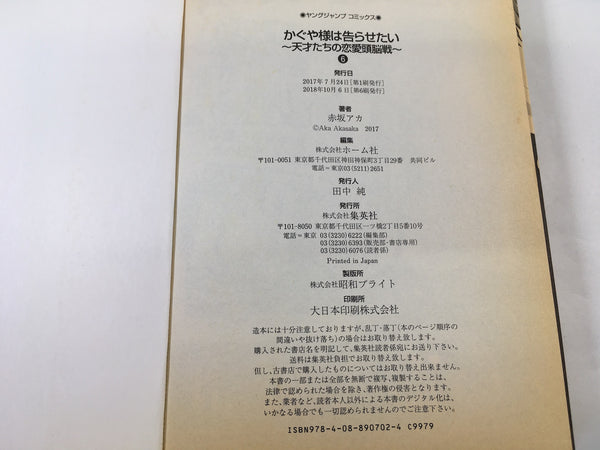 ●ヤングジャンプ コミックス●
かぐや様は告らせたい
〜天才たちの恋愛頭脳戦〜
❻
発行日
2017年 7 月24日[第1刷発行]
2018年10月 6 日[第6刷発行]
著者
赤坂アカ
©Aka Akasaka 2017
編集
株式会社ホーム社
〒101-0051 東京都千代田区神田神保町3丁目29番 共同ビル
電話=東京03(5211)2651
発行人
田中 純
発行所
株式会社集英社
〒101-8050 東京都千代田区一ツ橋2丁目5番10号
電話=東京 03(3230)6222(編集部)
03(3230)6393(販売部・書店専用)
03(3230)6076(読者係)
Printed in Japan
製版所
株式会社昭和ブライト
印刷所
大日本印刷株式会社
造本には十分注意しておりますが、乱丁・落丁(本のページ順序の
間違いや抜け落ち)の場合はお取り替え致します。
購入された書店名を明記して、集英社読者係宛にお送り下さい。
送料は集英社負担でお取り替え致します。
但し、古書店で購入したものについてはお取り替え出来ません。
本書の一部または全部を無断で複写、複製することは、
法律で認められた場合を除き、著作権の侵害となります。
また、業者など、読者本人以外による本書のデジタル化は、
いかなる場合でも一切認められませんのでご注意下さい。
ISBN978-4-08-890702-4 C9979